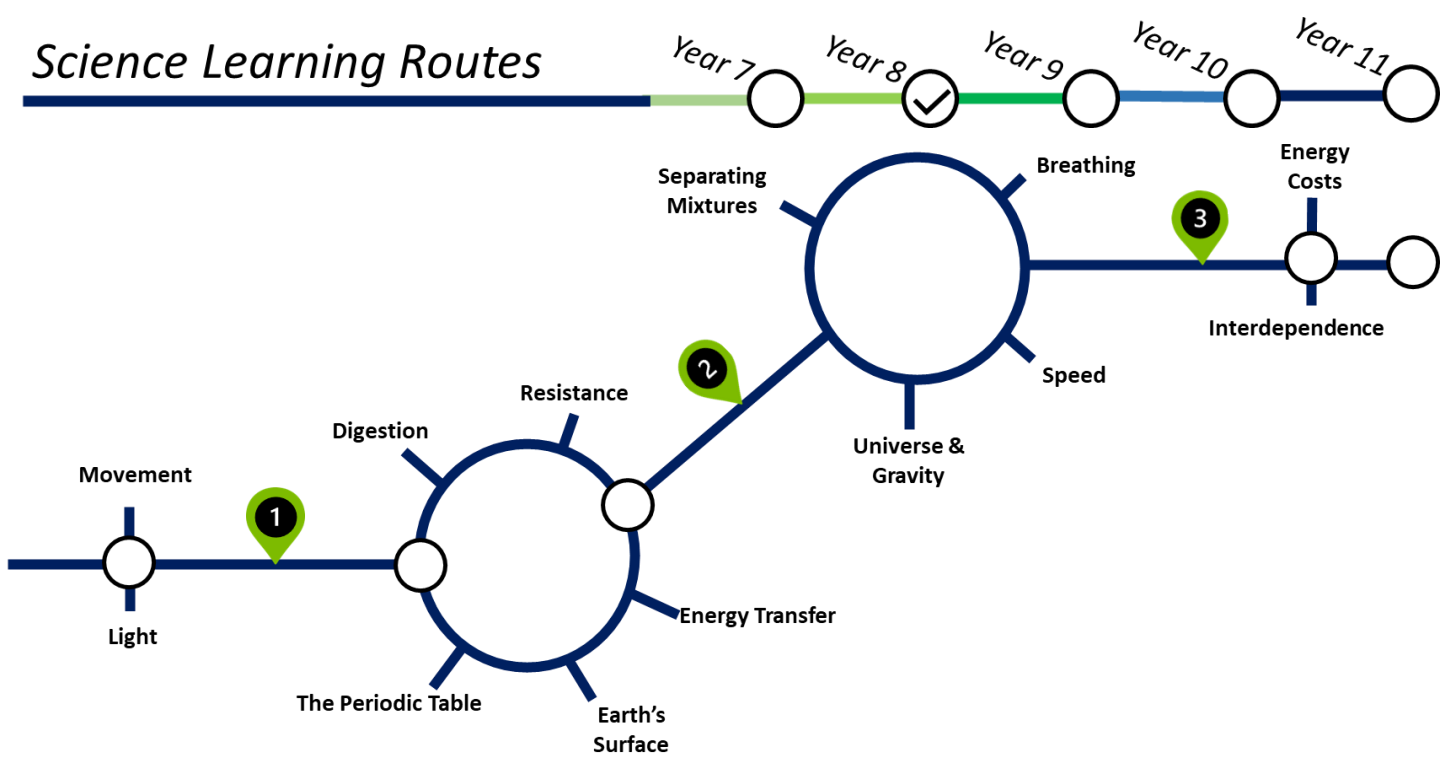 Science Learning Routes
Year 7
Year 8
Year 9
Year 10
Year 11
Separating
Mixtures
Breathing
Energy
Costs
3
Interdependence
Speed
Universe &
Gravity
2
Resistance
Digestion
Movement
1
Light
Energy Transfer
The Periodic Table
Earth’s
Surface